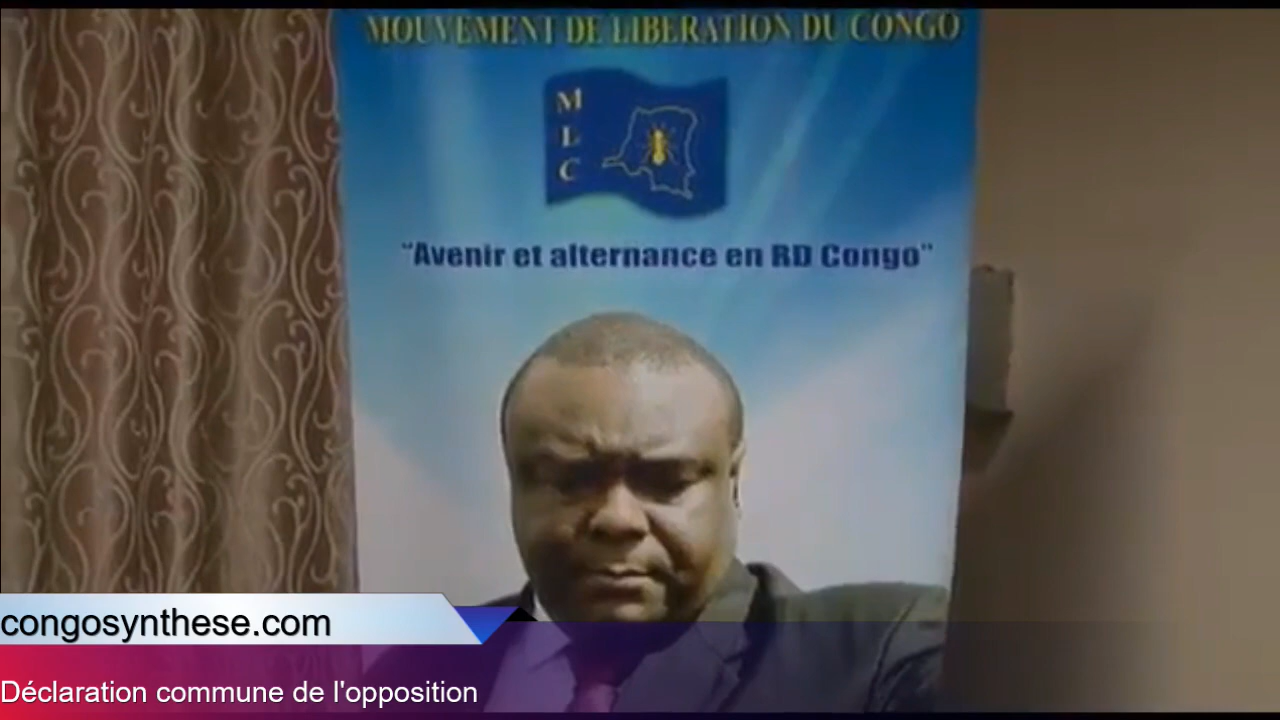 MOUVEMENT DE LIBERATION DU CONGO
M
L
C
"Avenir et alternance en RD Congo"
congosynthese.com
Déclaration commune de l'opposition